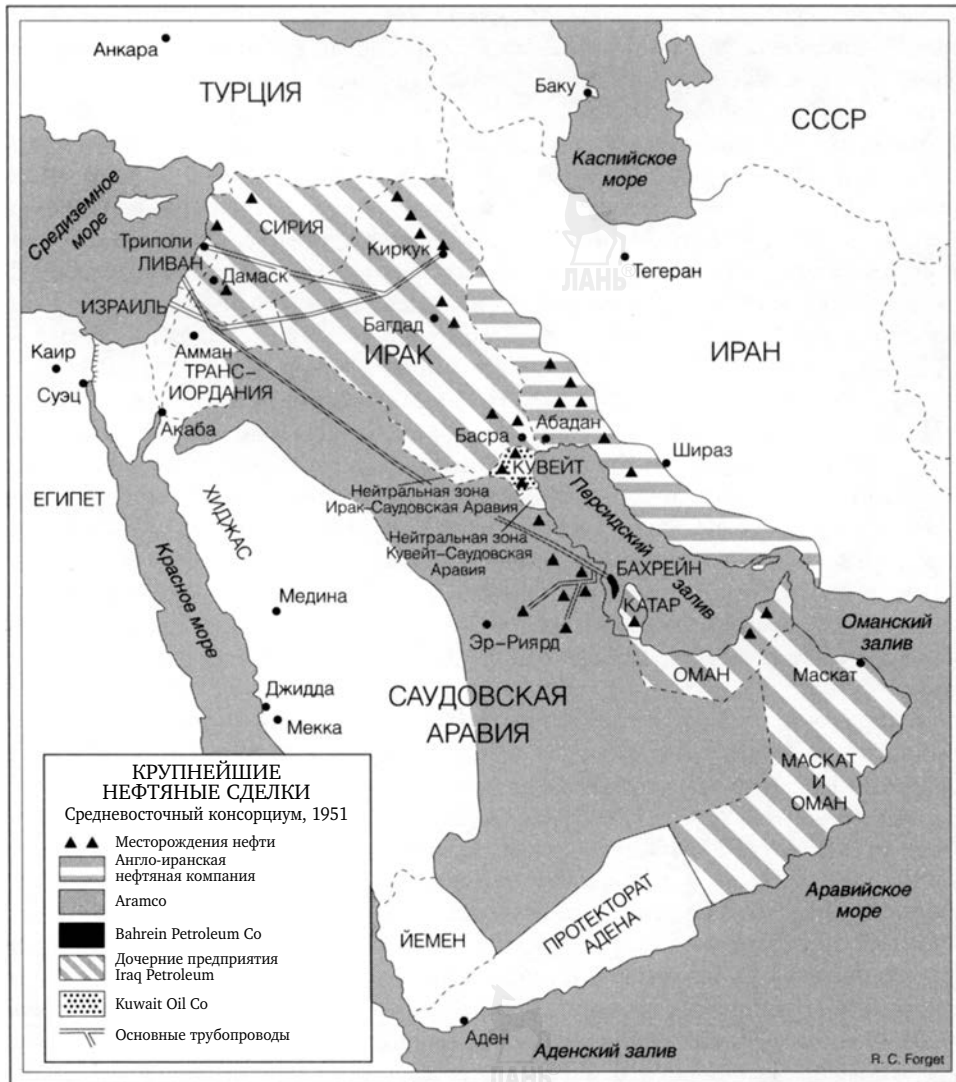 Анкара
ТУРЦИЯ
Баку
СССР
Каспийское
море
Средиземное
море
СИРИЯ
Триполи
ЛИВАН
Дамаск
Киркук
ЛАНЬ®
Тегеран
ИЗРАИЛЬ
Багдад
ИРАК
ИРАН
Каир
Суэц
Амман
ТРАНС–
ИОРДАНИЯ
Акаба
Басра
Абадан
Шираз
КУВЕЙТ
ЕГИПЕТ
ХИДЖАС
Нейтральная зона
Ирак-Саудовская Аравия
Нейтральная зона
Кувейт–Саудовская
Аравия
Персидский
залив
БАХРЕЙН
КАТАР
Красное море
Медина
Эр–Риярд
Оманский
залив
ОМАН
Маскат
Джидда
Мекка
САУДОВСКАЯ
АРАВИЯ
МАСКАТ
И
ОМАН
КРУПНЕЙШИЕ
НЕФТЯНЫЕ СДЕЛКИ
Средневосточный консорциум, 1951
Месторождения нефти
Англо-иранская
нефтяная компания
Aramco
Bahrein Petroleum Co
Дочерние предприятия
Iraq Petroleum
Kuwait Oil Co
Основные трубопроводы
ЙЕМЕН
ПРОТЕКТОРАТ
АДЕНА
Аравийское
море
Аден
Аденский залив
ЛАНЬ
R. C. Forget